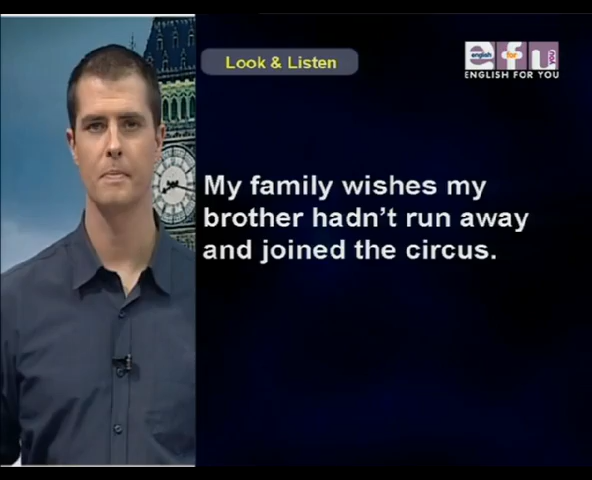 Look & Listen
english for you
efu
ENGLISH FOR YOU
My family wishes my
brother hadn't run away
and joined the circus.